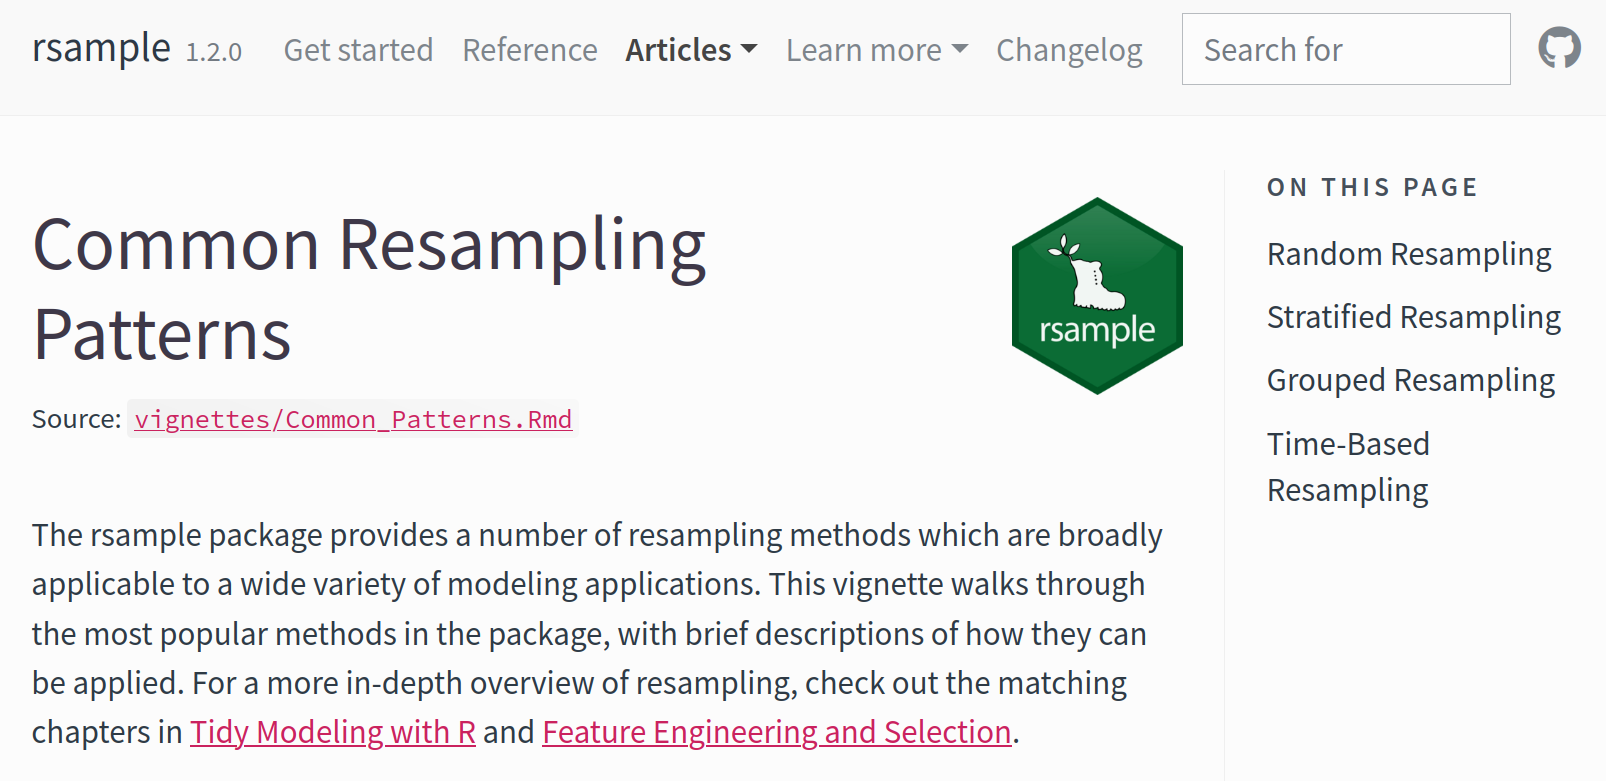 rsample 1.2.0 Get started Reference Articles Learn more Changelog Search for
Common Resampling
Patterns
rsample
Source: vignettes/Common_Patterns.Rmd
The rsample package provides a number of resampling methods which are broadly
applicable to a wide variety of modeling applications. This vignette walks through
the most popular methods in the package, with brief descriptions of how they can
be applied. For a more in-depth overview of resampling, check out the matching
chapters in Tidy Modeling with R and Feature Engineering and Selection.
ON THIS PAGE
Random Resampling
Stratified Resampling
Grouped Resampling
Time-Based
Resampling